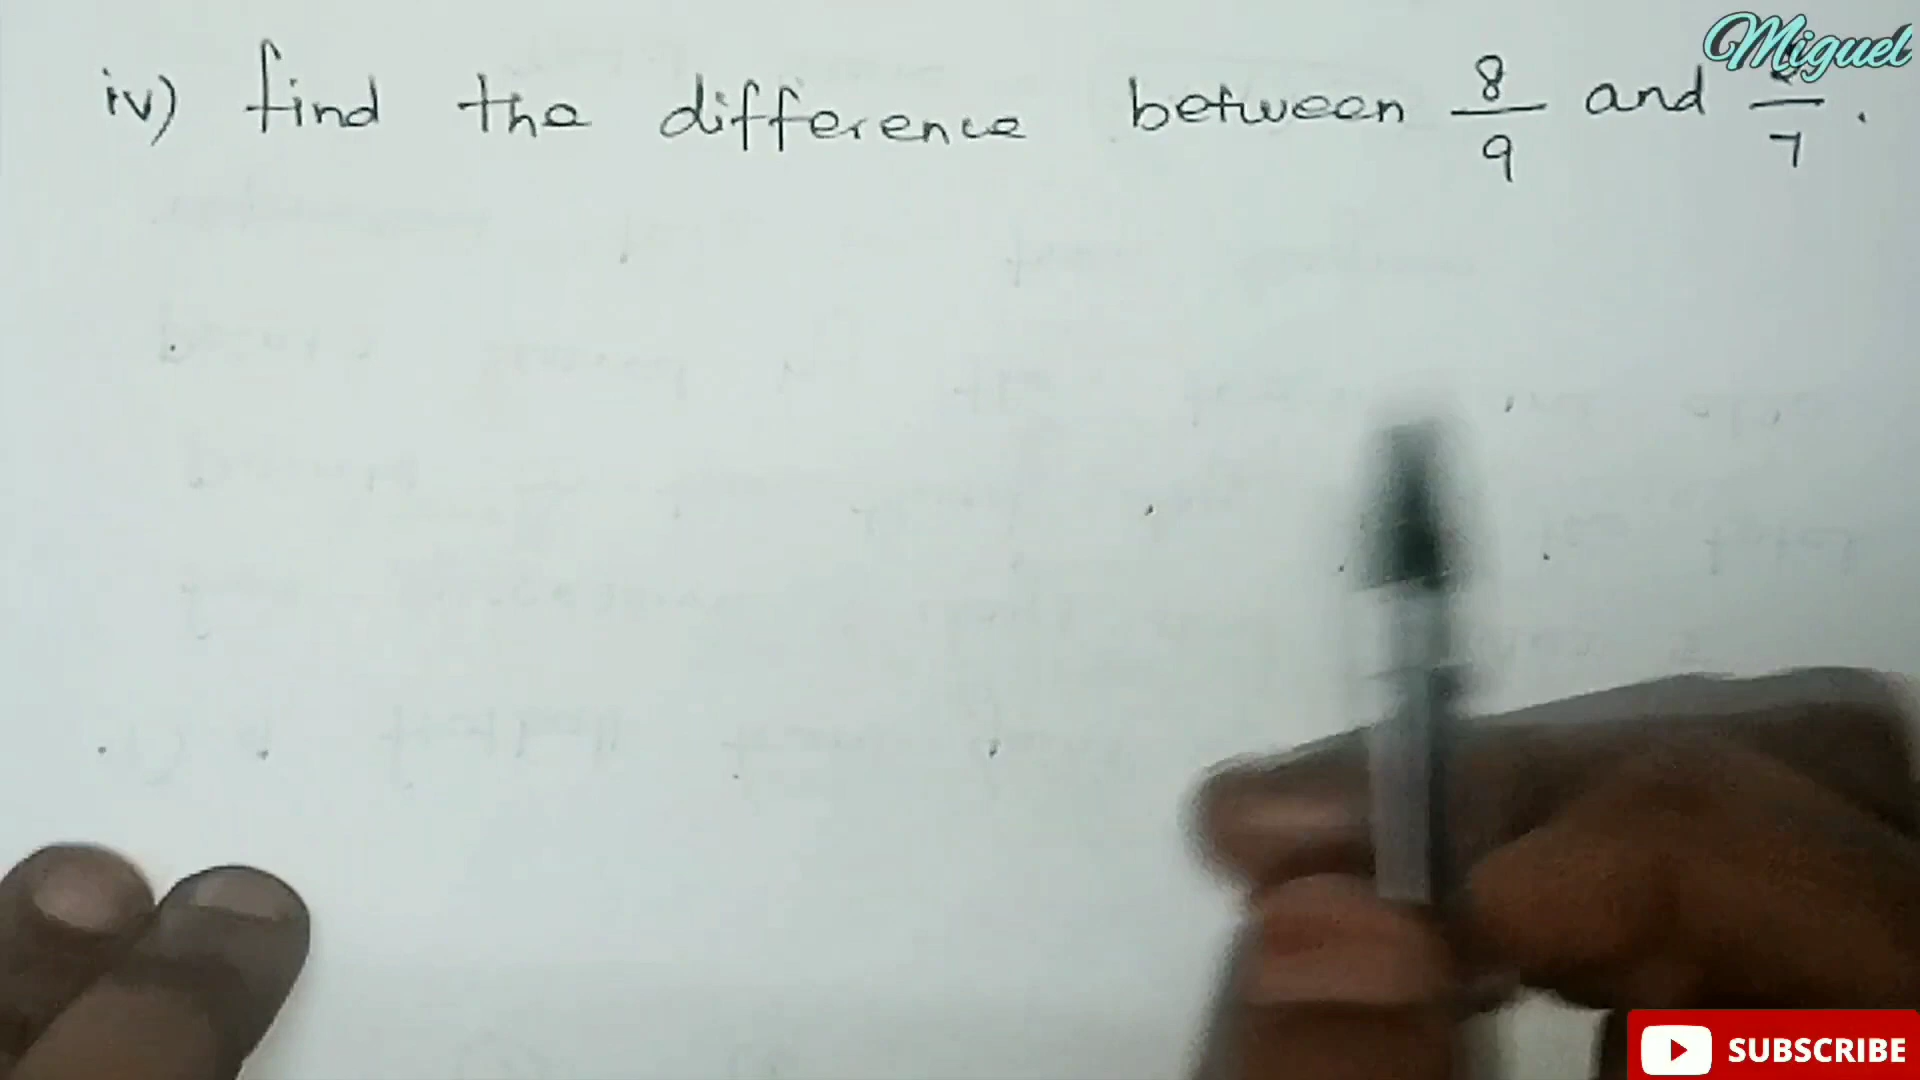 Miguel
iv) find the difference between 8/9 and /7 .
SUBSCRIBE